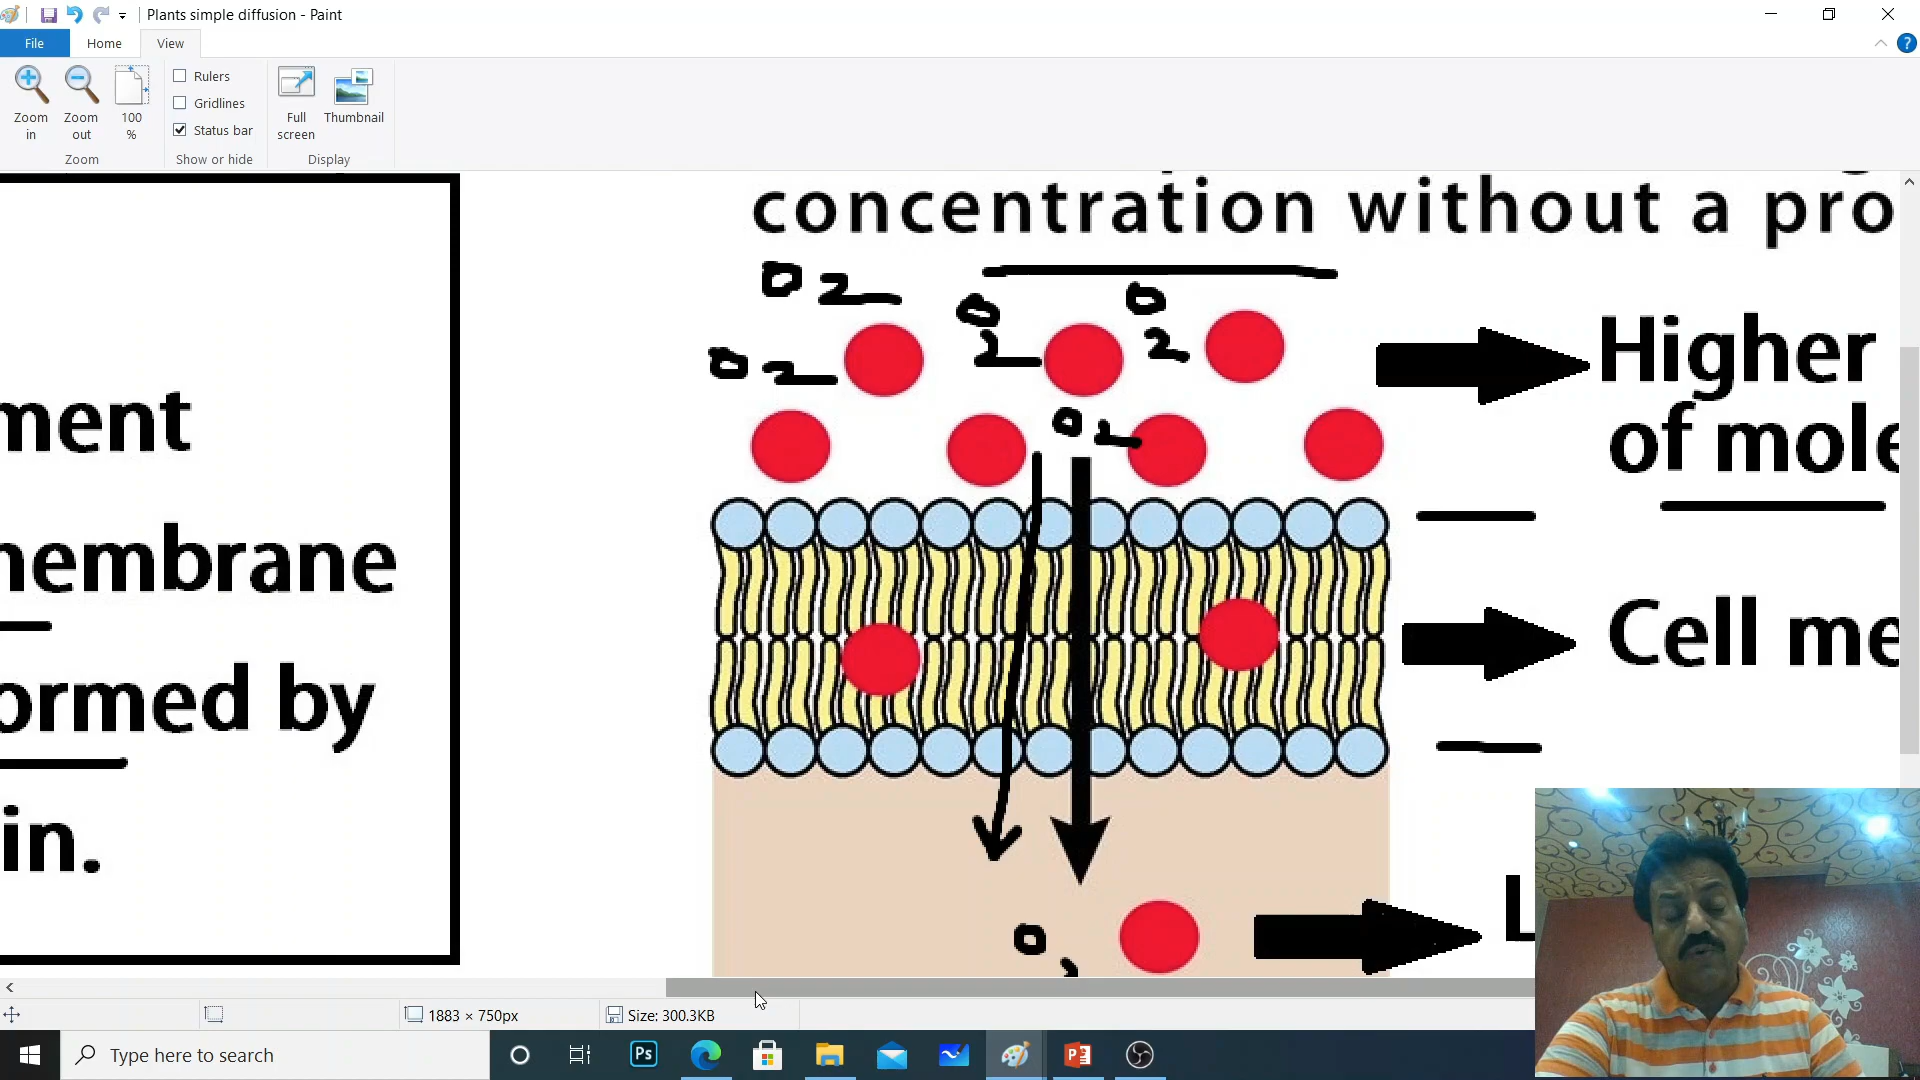 Plants simple diffusion - Paint
File Home View
Zoom in
Zoom out
100 %
Rulers
Gridlines
Status bar
Full screen
Thumbnail
Zoom
Show or hide
Display
concentration without a pro
O2
O2
O2
O2
O2
Higher
of mole
ment
membrane
ormed by
in.
Cell me
L
O2
1883 × 750px
Size: 300.3KB
Type here to search
Ps